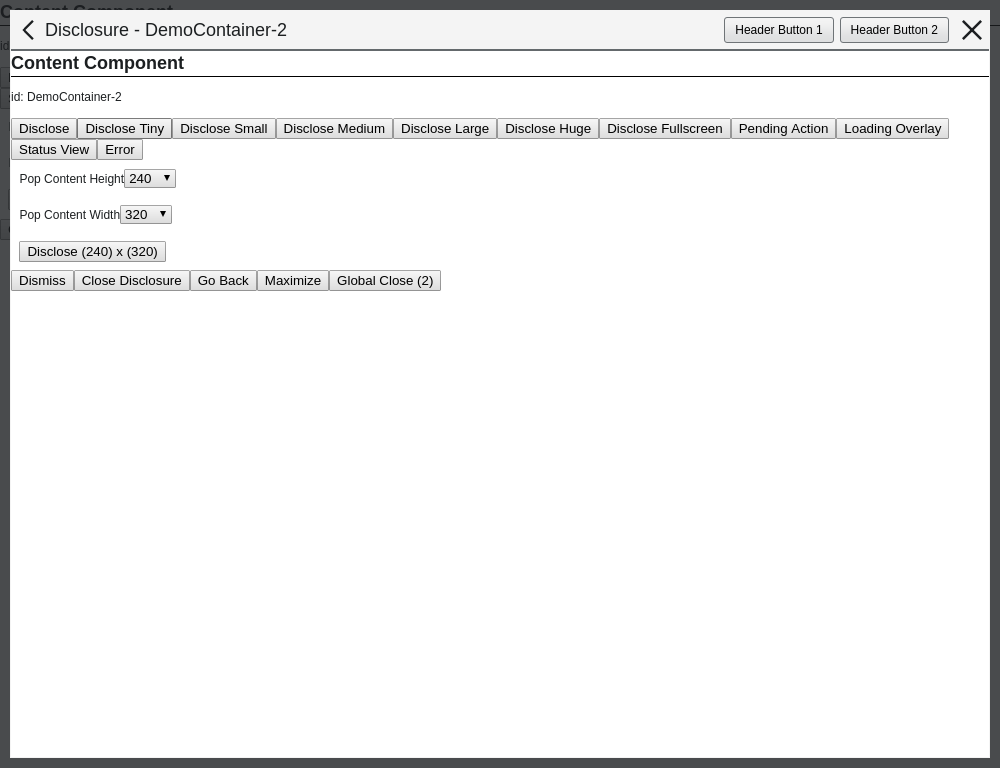 Disclosure - DemoContainer-2
Header Button 1 Header Button 2
Content Component
id: DemoContainer-2
Disclose Disclose Tiny Disclose Small Disclose Medium Disclose Large Disclose Huge Disclose Fullscreen Pending Action Loading Overlay
Status View Error
Pop Content Height 240
Pop Content Width 320
Disclose (240) x (320)
Dismiss Close Disclosure Go Back Maximize Global Close (2)